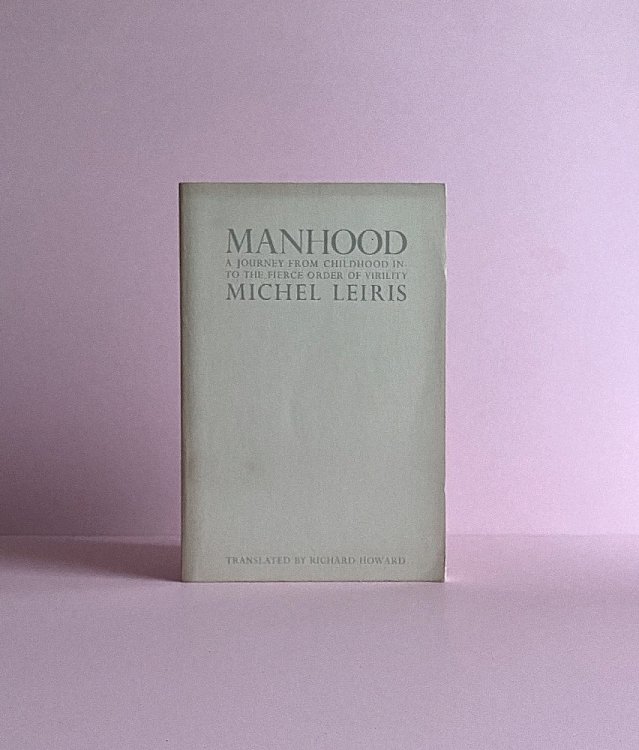 MANHOOD
A JOURNEY FROM CHILDHOOD IN-
TO THE FIERCE ORDER OF VIRILITY
MICHEL LEIRIS
TRANSLATED BY RICHARD HOWARD